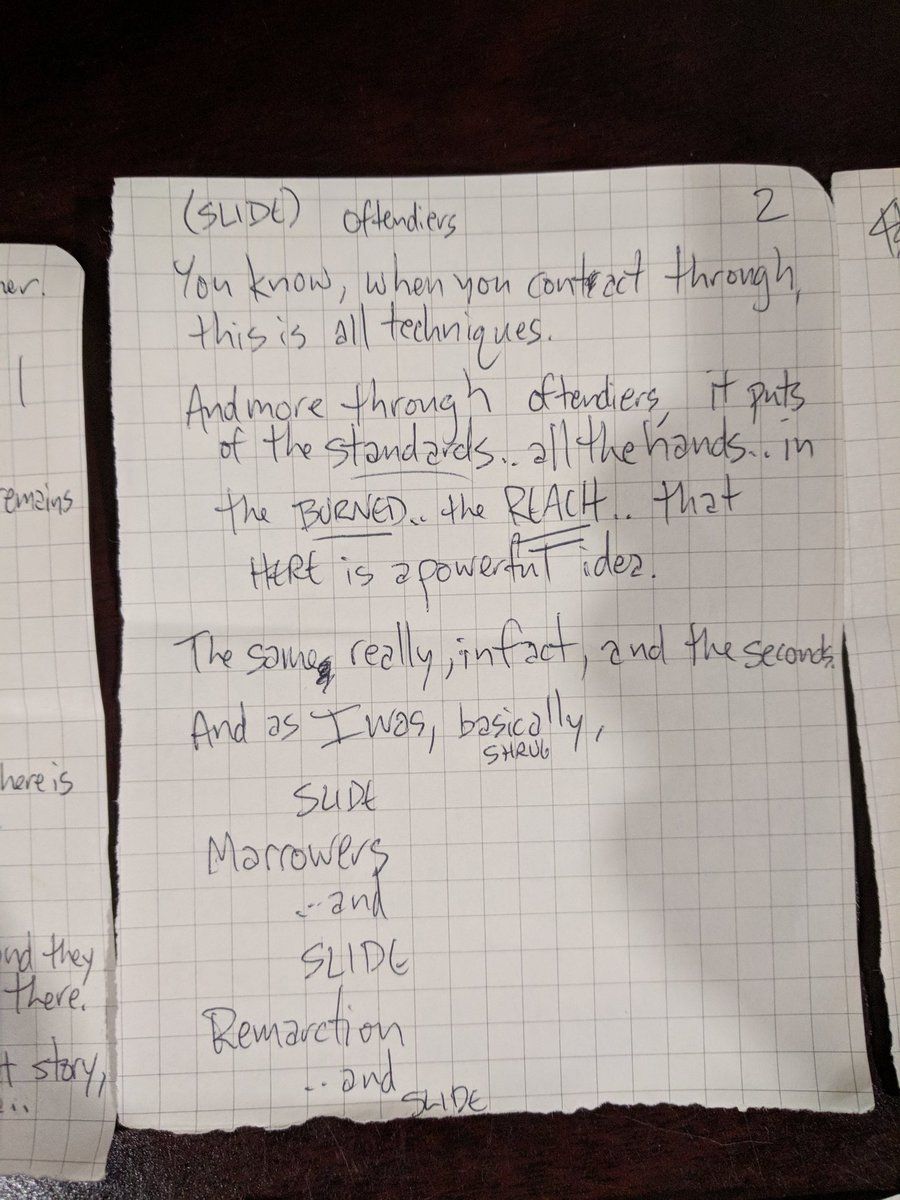 (SLIDE) Oftendiers 2
You know, when you contract through,
this is all techniques.
And more through oftendiers, it puts
of the standards.. all the hands... in
the BURNED.. the REACH.. that
HERE is a powerful idea.
The same, really, in fact, and the seconds.
And as I was, basically,
SHRUG
SLIDE
Marrowers
...and
SLIDE
Remarction
...and
SLIDE
1
emains
here is
nd they
there.
t story,